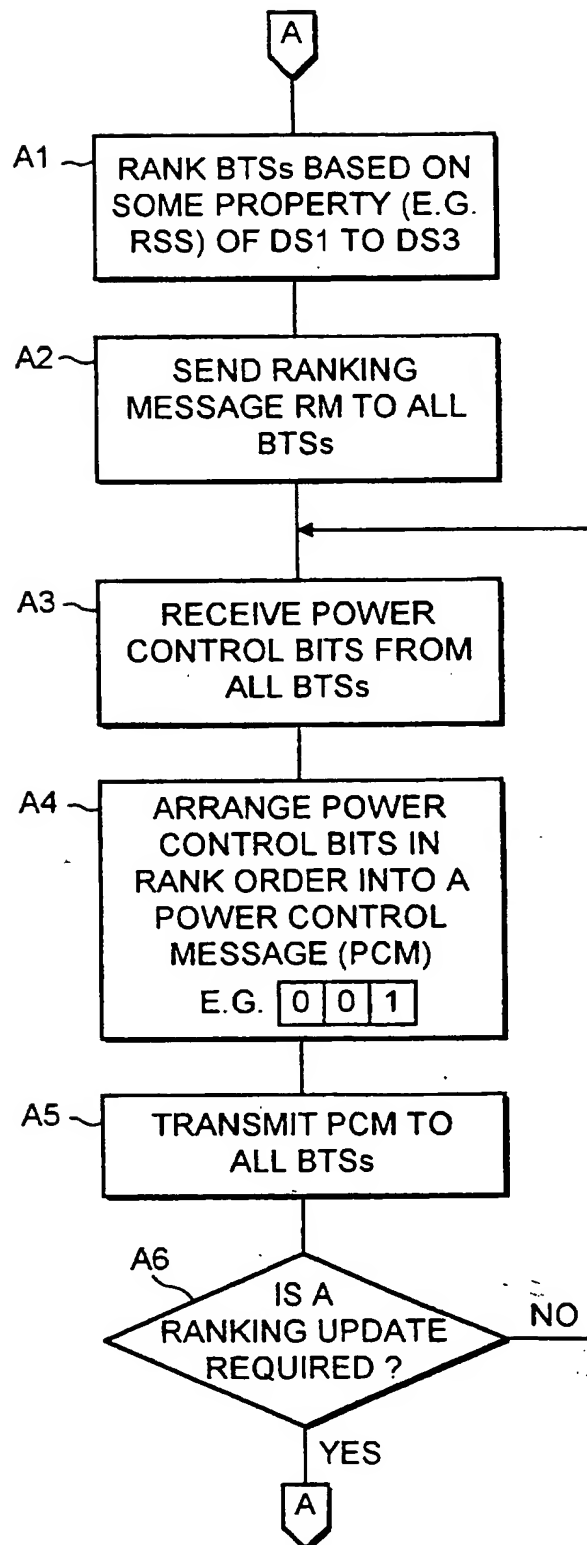 A
A1
RANK BTSs BASED ON
SOME PROPERTY (E.G.
RSS) OF DS1 TO DS3
A2
SEND RANKING
MESSAGE RM TO ALL
BTSs
A3
RECEIVE POWER
CONTROL BITS FROM
ALL BTSs
A4
ARRANGE POWER
CONTROL BITS IN
RANK ORDER INTO A
POWER CONTROL
MESSAGE (PCM)
E.G. 0 0 1
A5
TRANSMIT PCM TO
ALL BTSs
A6
IS A
RANKING UPDATE
REQUIRED ?
NO
YES
A